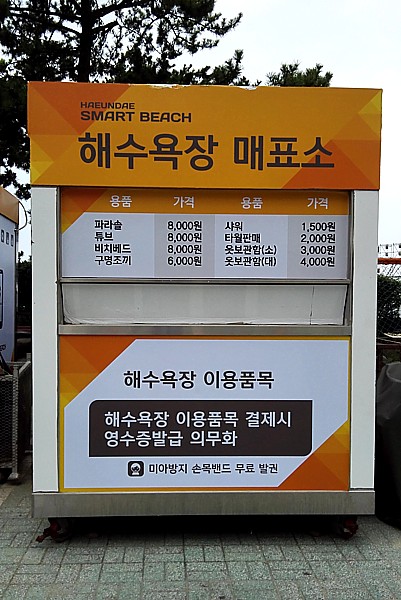 HAEUNDAE
SMART BEACH
해수욕장 매표소
용품 가격 용품 가격
파라솔 8,000원 샤워 1,500원
튜브 8,000원 타월판매 2,000원
비치베드 8,000원 옷보관함(소) 3,000원
구명조끼 6,000원 옷보관함(대) 4,000원
해수욕장 이용품목
해수욕장 이용품목 결제시
영수증발급 의무화
미아방지 손목밴드 무료 발권